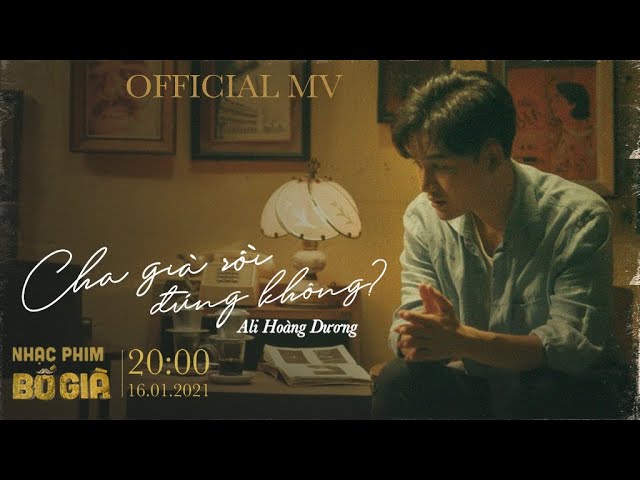 OFFICIAL MV
Cha già rồi
đúng không?
Ali Hoàng Dương
NHẠC PHIM
BỐ GIÀ
20:00
16.01.2021